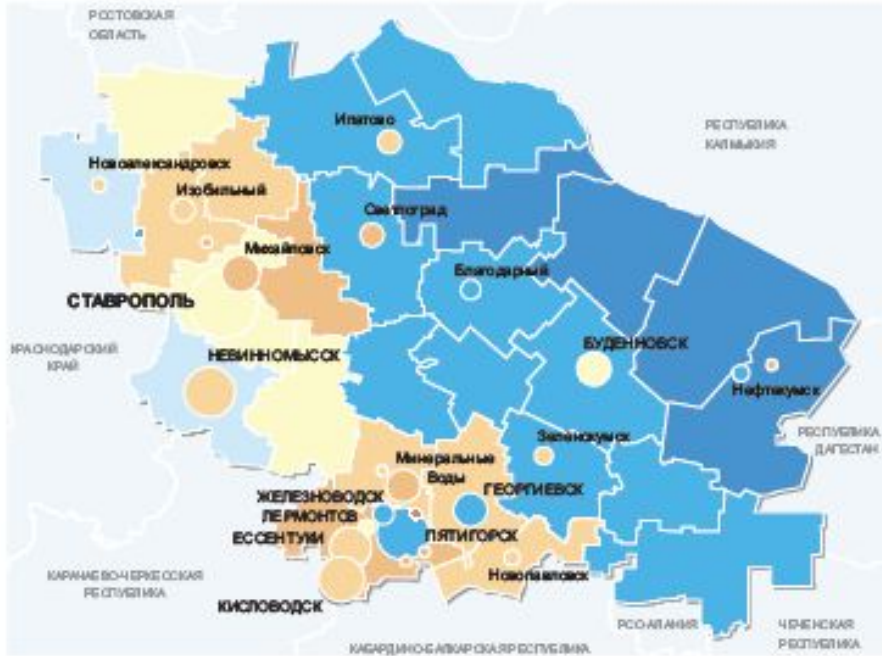 РОСТОВСКАЯ
ОБЛАСТЬ
Ипатово
РЕСПУБЛИКА
КАЛМЫКИЯ
Новоалександровск
Изобильный
Светлоград
Михайловск
Благодарный
СТАВРОПОЛЬ
КРАСНОДАРСКИЙ
КРАЙ
НЕВИННОМЫССК
БУДЕННОВСК
Нефтекумск
Зеленокумск
РЕСПУБЛИКА
ДАГЕСТАН
Минеральные
Воды
ЖЕЛЕЗНОВОДСК
ГЕОРГИЕВСК
ЛЕРМОНТОВ
ЕССЕНТУКИ
ПЯТИГОРСК
Новопавловск
КАРАЧАЕВО-ЧЕРКЕССКАЯ
РЕСПУБЛИКА
КИСЛОВОДСК
РСО-АЛАНИЯ
ЧЕЧЕНСКАЯ
РЕСПУБЛИКА
КАБАРДИНО-БАЛКАРСКАЯ РЕСПУБЛИКА